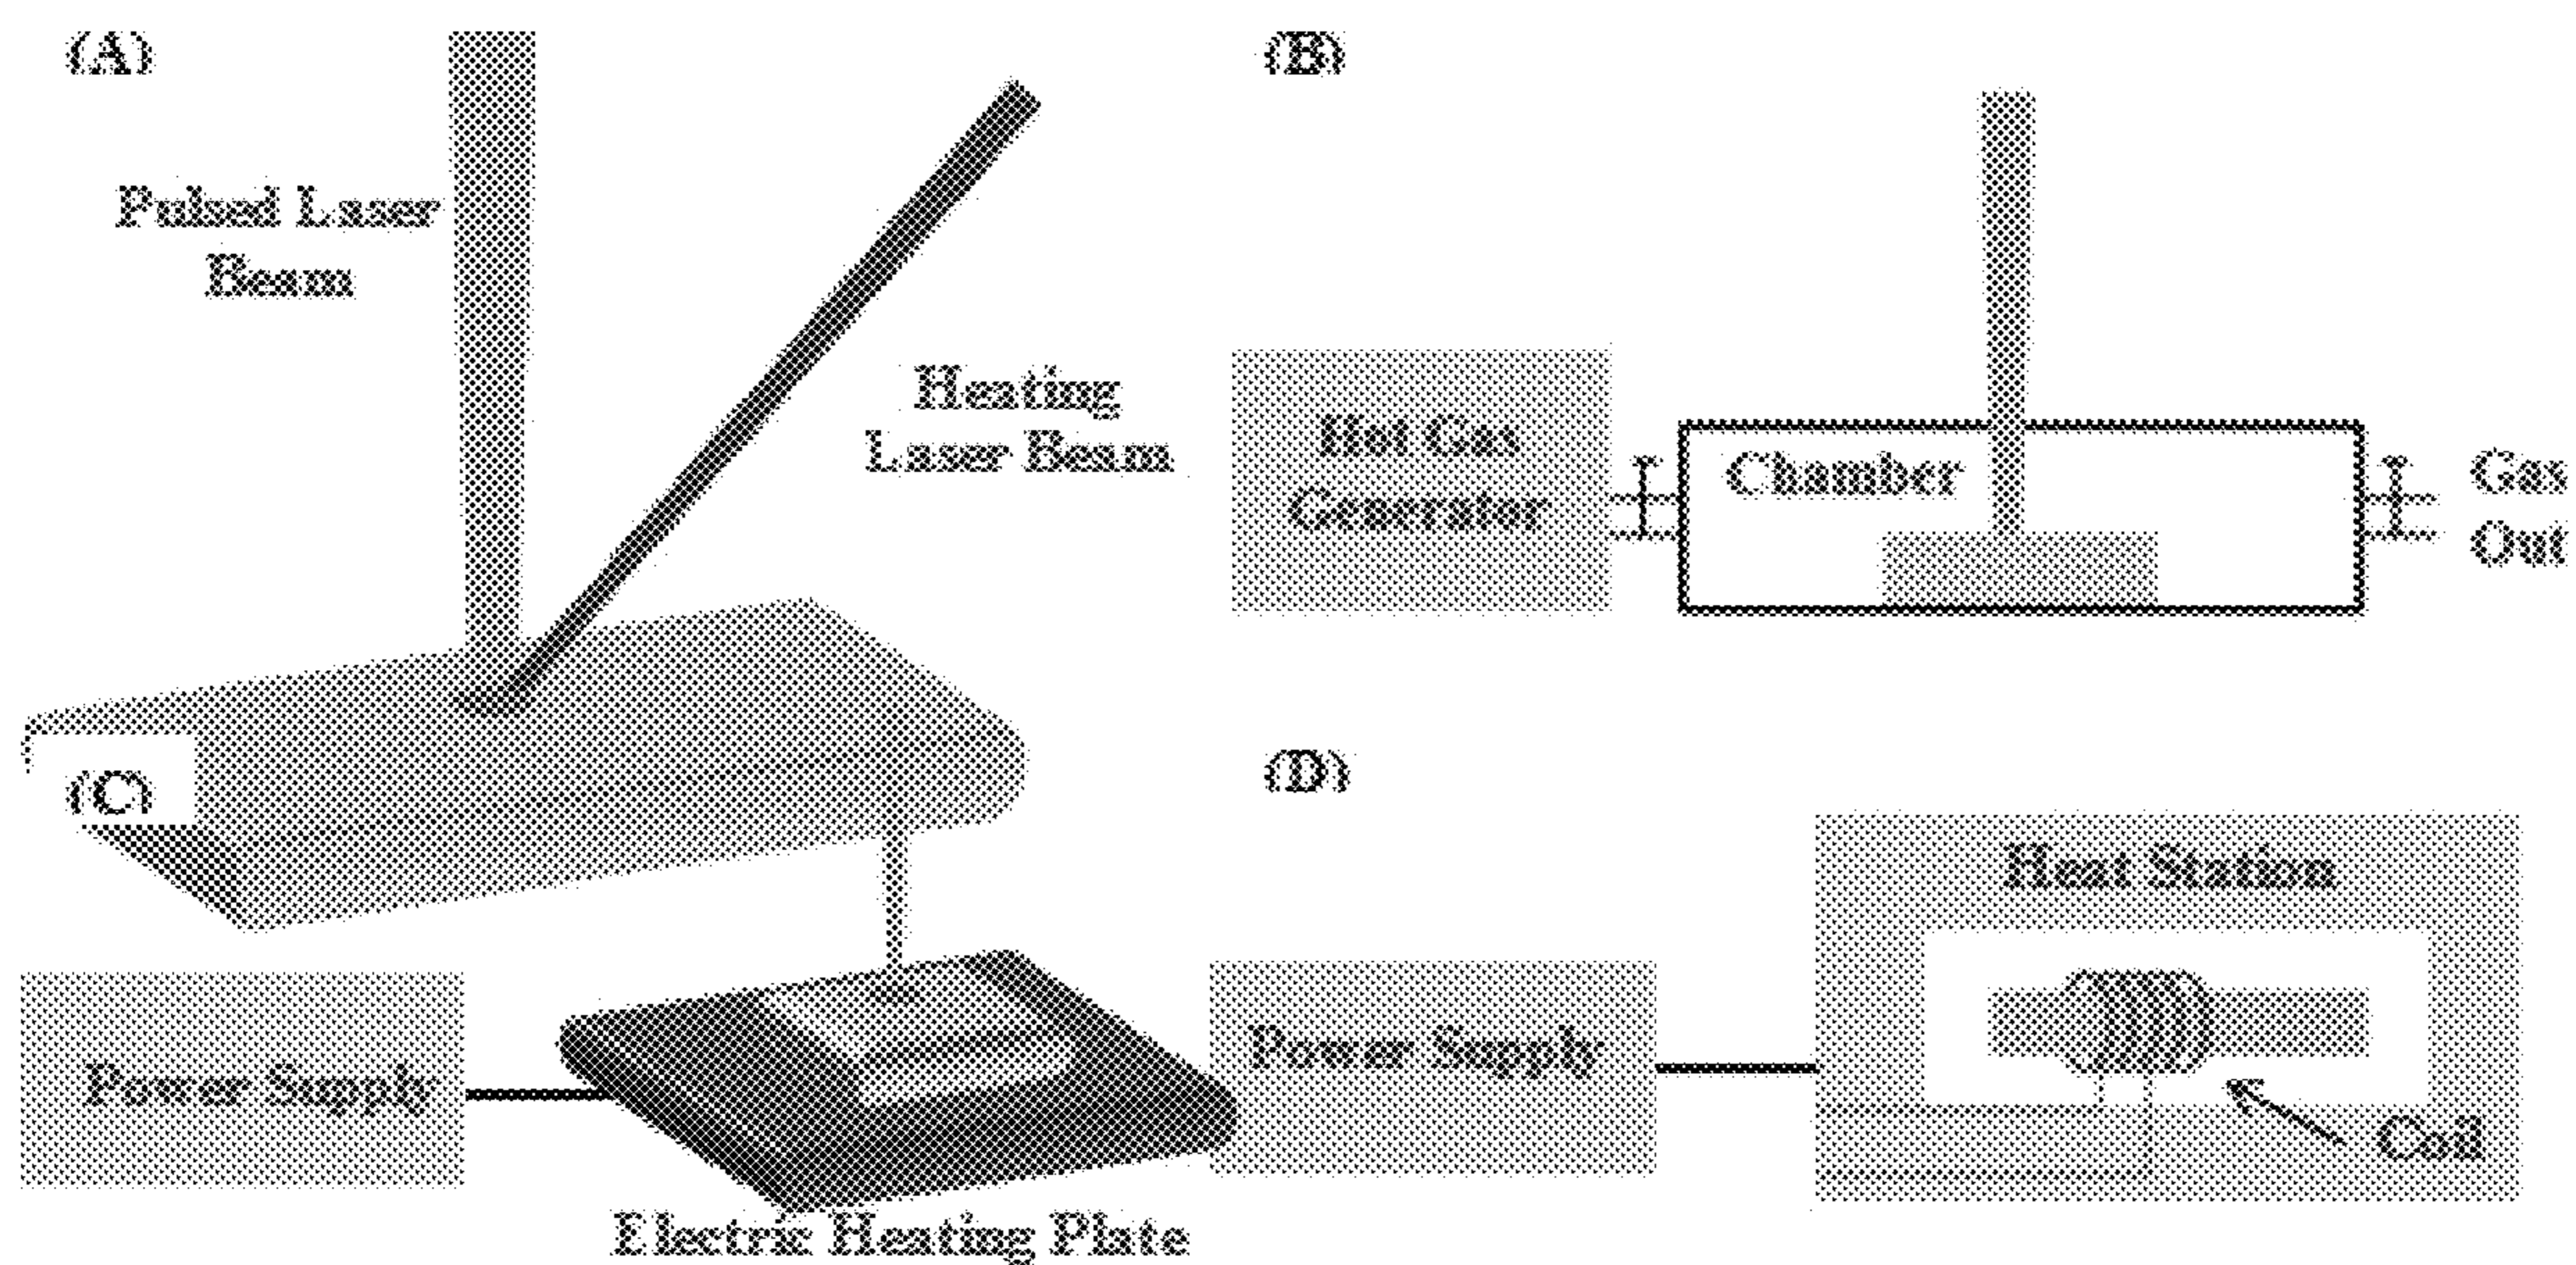 (A)
Pulsed Laser
Beam
Heating
Laser Beam
(B)
Hot Gas
Generator
Chamber
Gas
Out
(C)
Power Supply
Electric Heating Plate
(D)
Heat Station
Power Supply
Coil